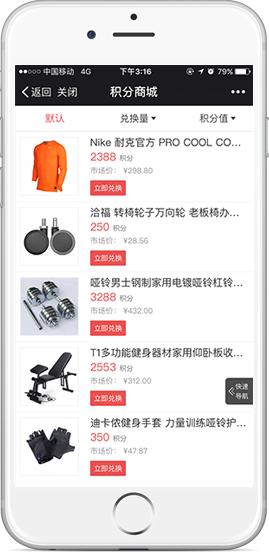 中国移动 4G 下午3:16 79%
返回 关闭 积分商城
默认 兑换量 积分值
Nike 耐克官方 PRO COOL CO...
2388 积分
市场价： ¥298.80
立即兑换
洽福 转椅轮子万向轮 老板椅办...
250 积分
市场价： ¥28.56
立即兑换
哑铃男士钢制家用电镀哑铃杠铃...
3288 积分
市场价： ¥432.00
立即兑换
T1多功能健身器材家用仰卧板收...
2553 积分
市场价： ¥312.00
立即兑换
快速
导航
迪卡侬健身手套 力量训练哑铃护...
350 积分
市场价： ¥47.87
立即兑换